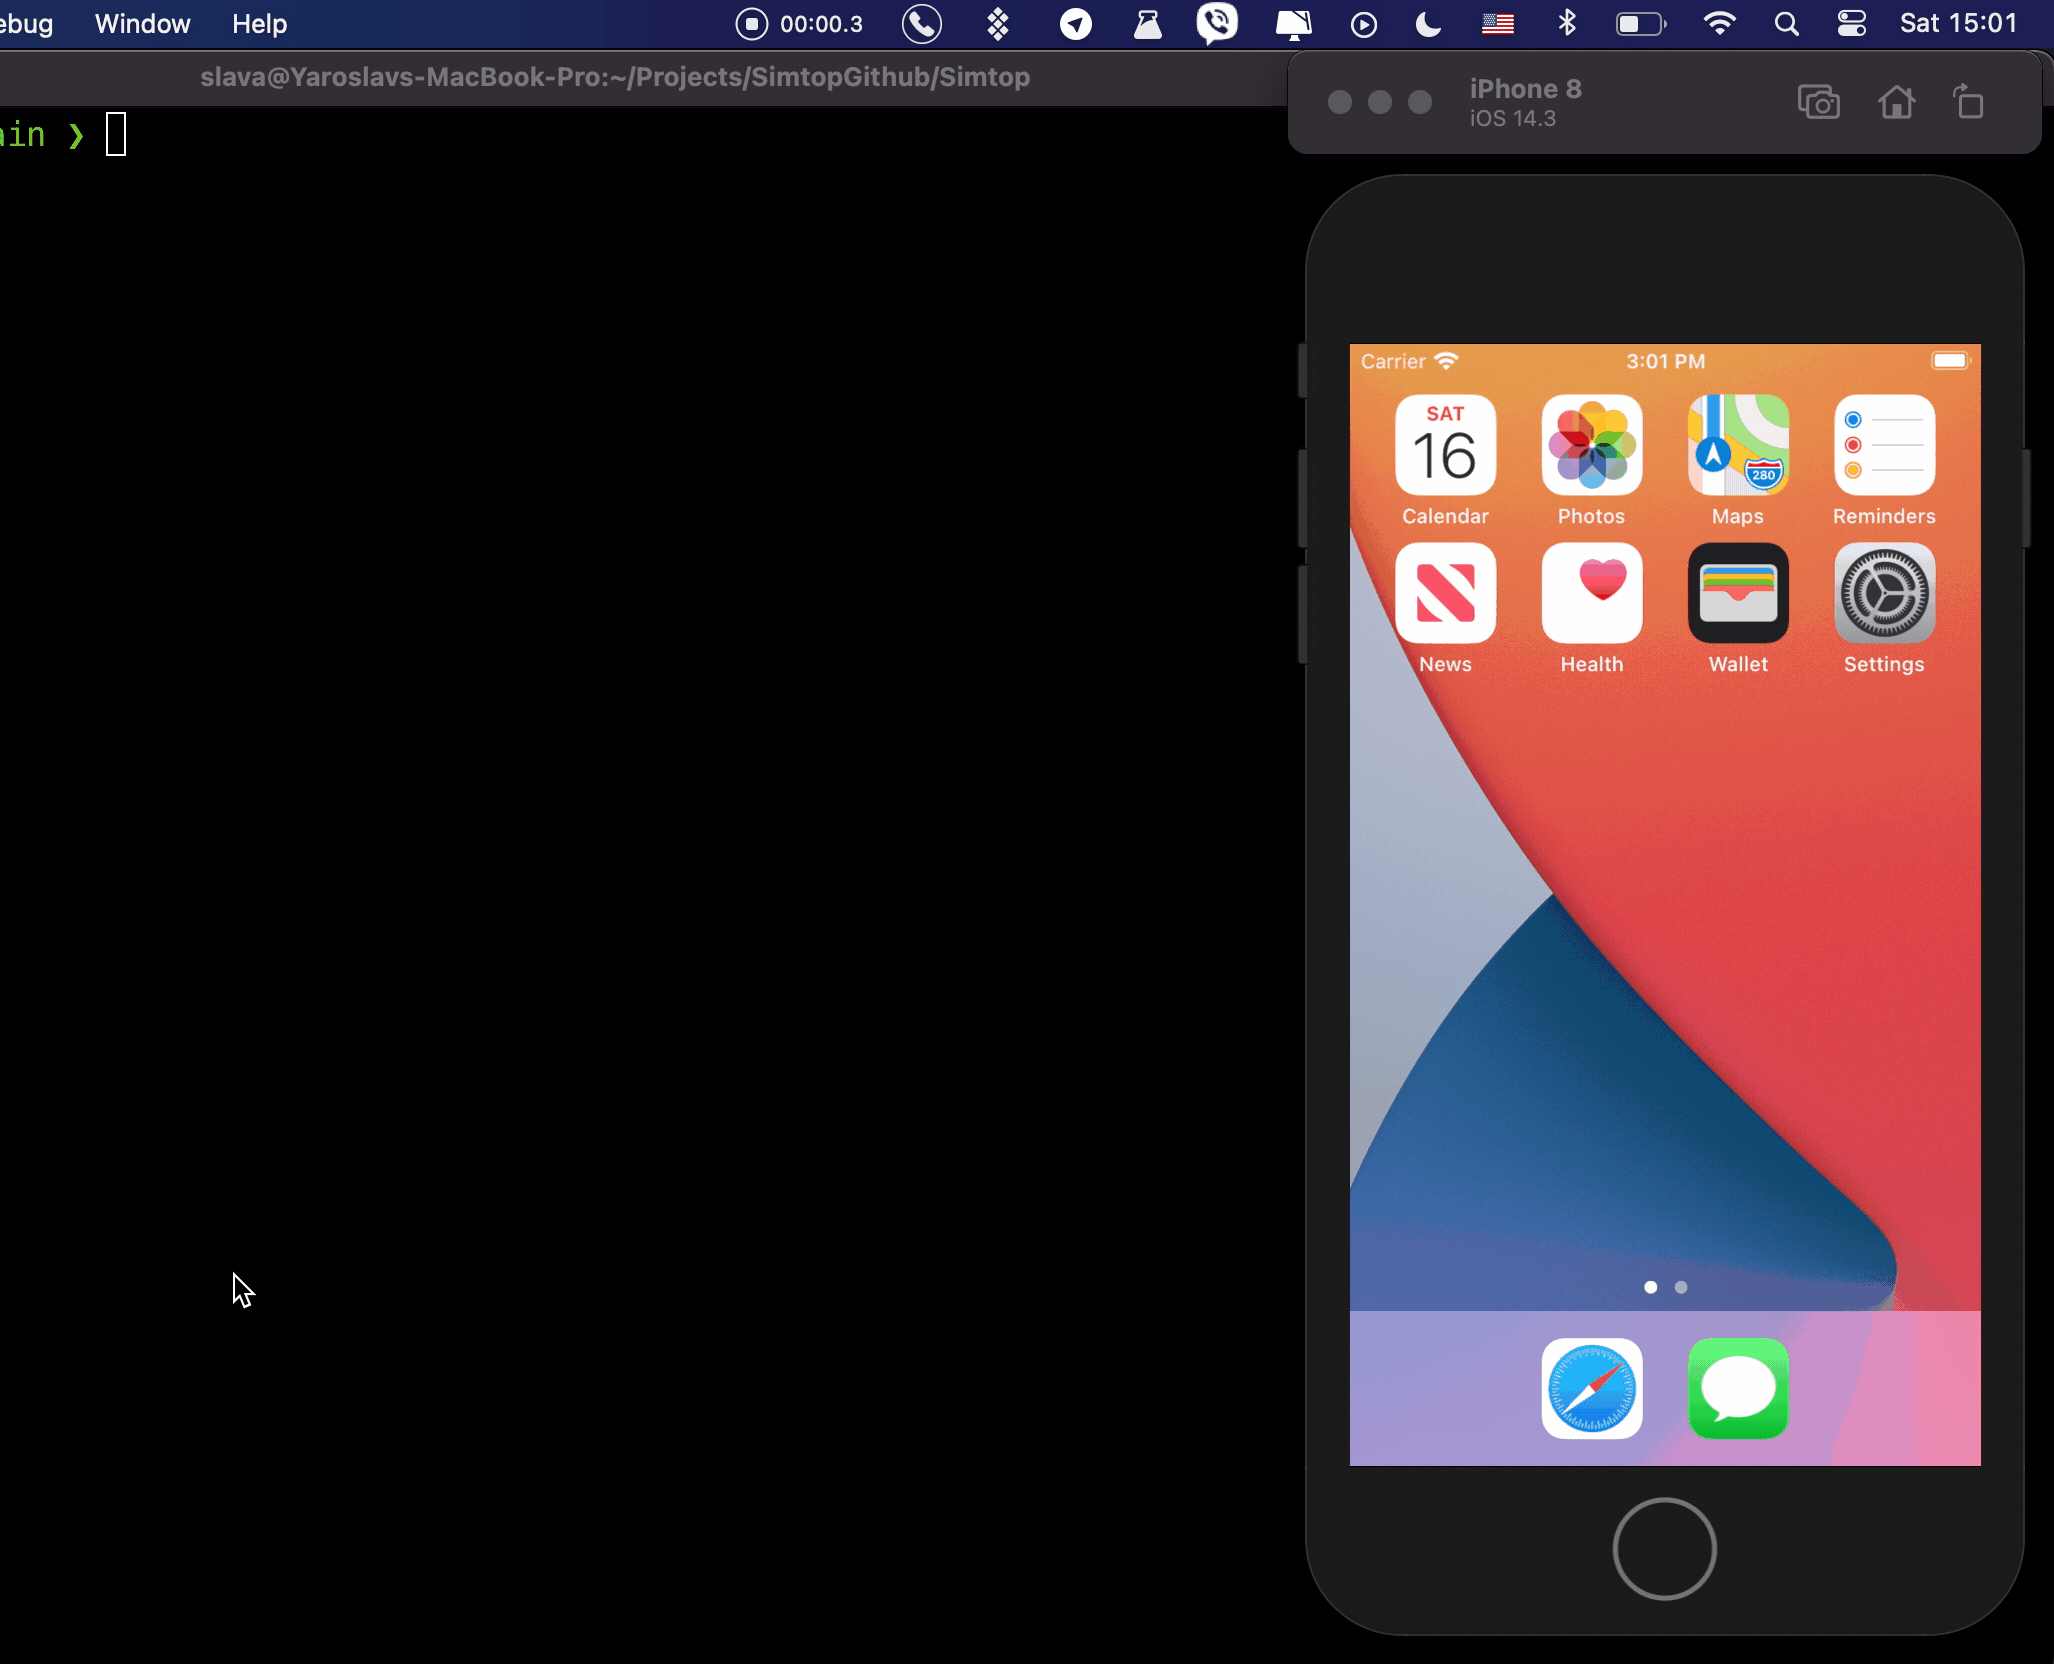 ebug Window Help 00:00.3 Sat 15:01
slava@Yaroslavs-MacBook-Pro:~/Projects/SimtopGithub/Simtop
ain ❯
iPhone 8
iOS 14.3
Carrier 3:01 PM
SAT
16
280
Calendar Photos Maps Reminders
News Health Wallet Settings